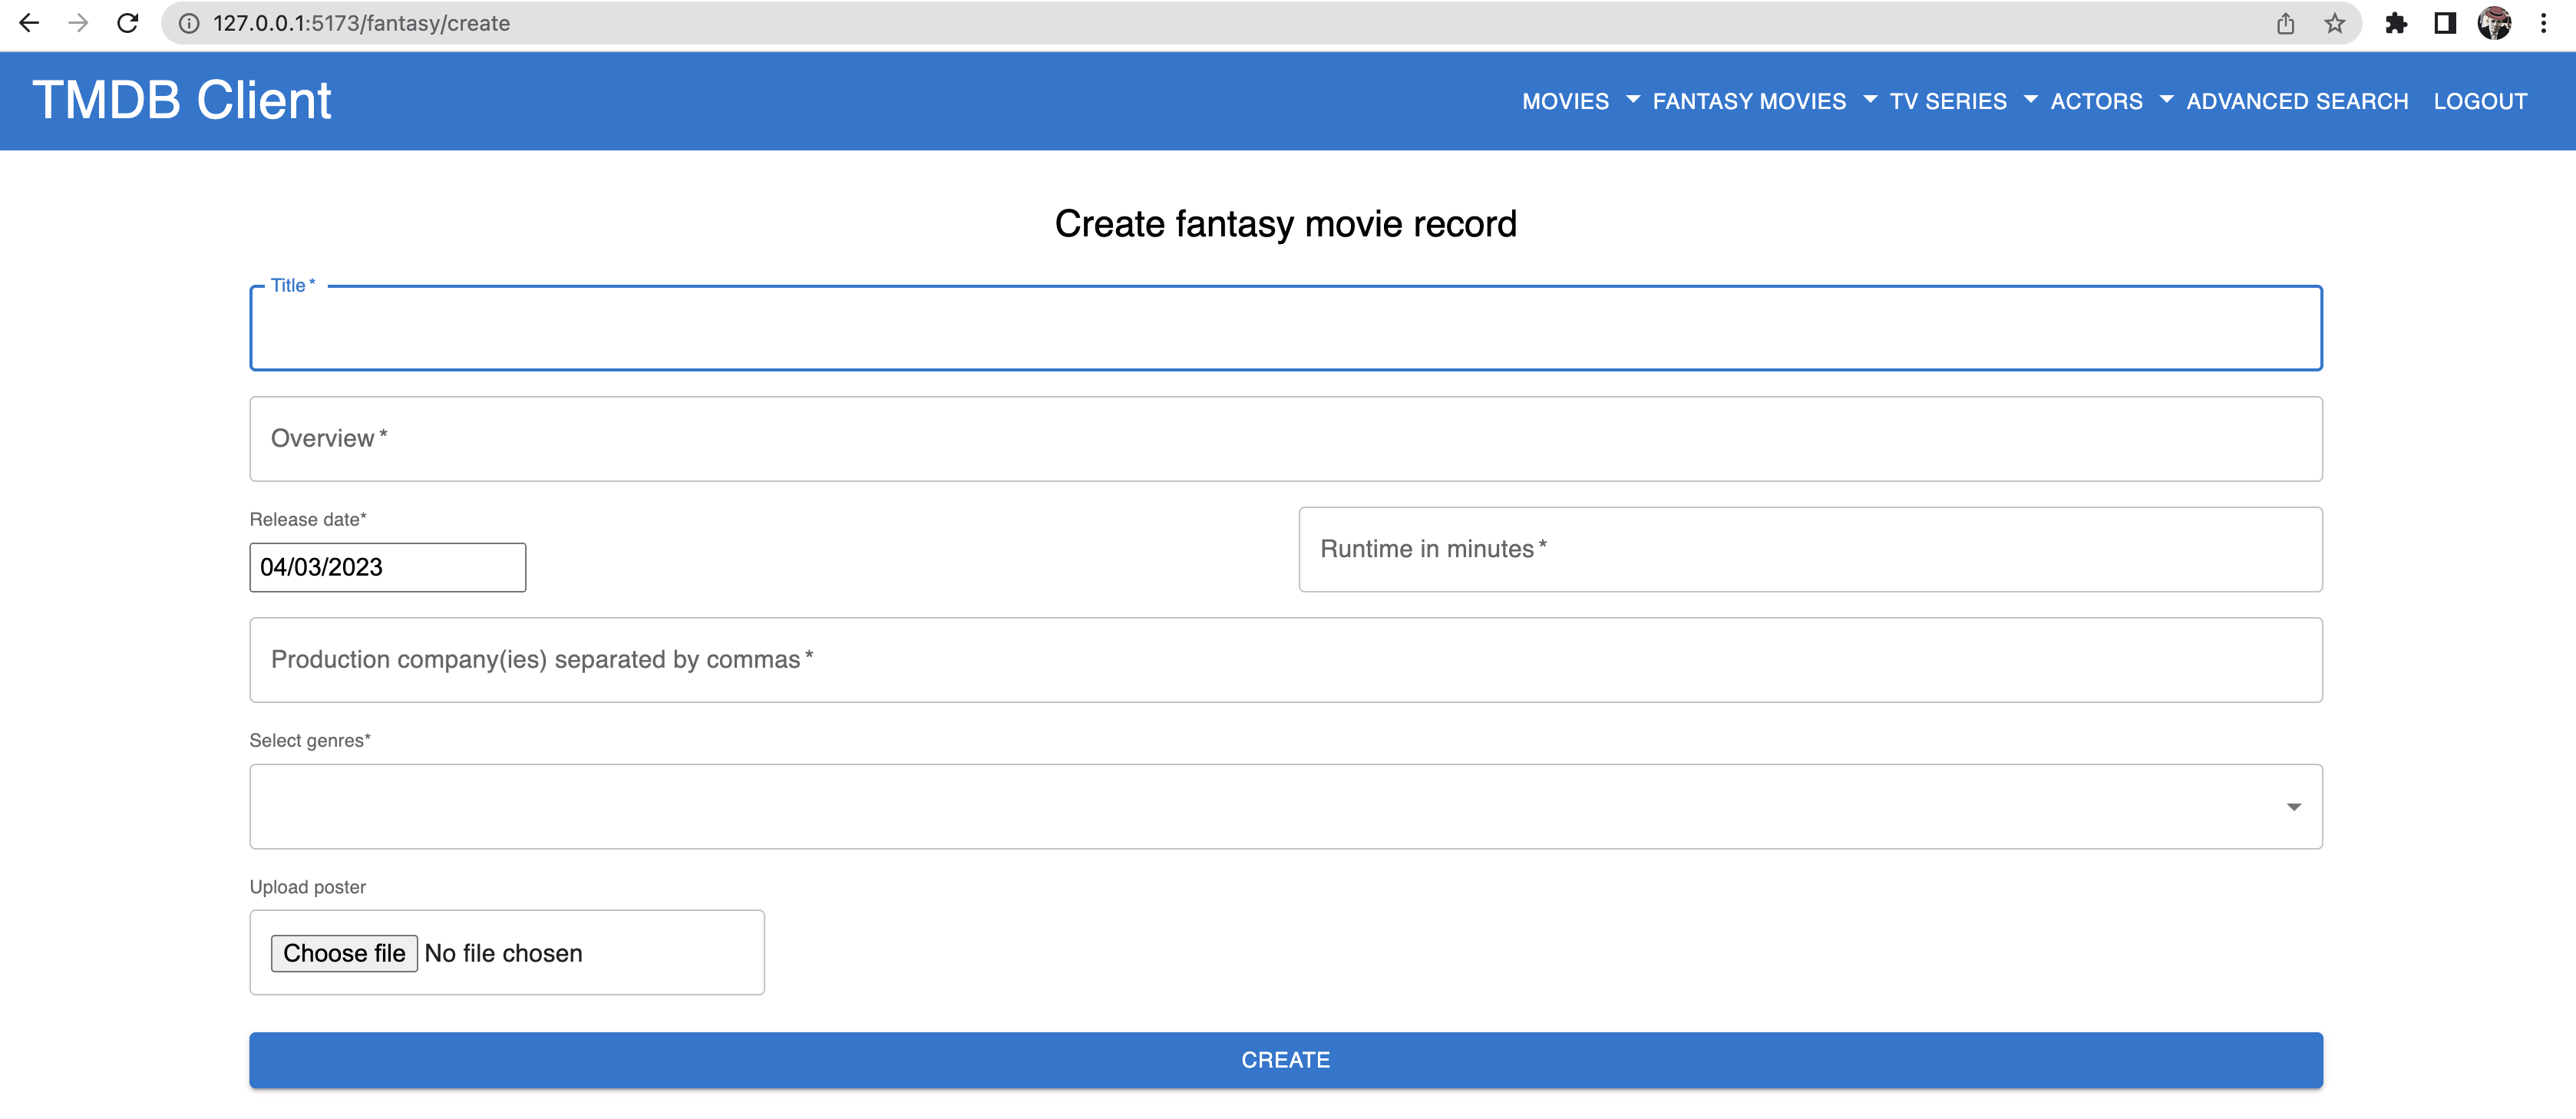 127.0.0.1:5173/fantasy/create
TMDB Client
MOVIES FANTASY MOVIES TV SERIES ACTORS ADVANCED SEARCH LOGOUT
Create fantasy movie record
Title *
Overview *
Release date*
04/03/2023
Runtime in minutes *
Production company(ies) separated by commas *
Select genres*
Upload poster
Choose file No file chosen
CREATE